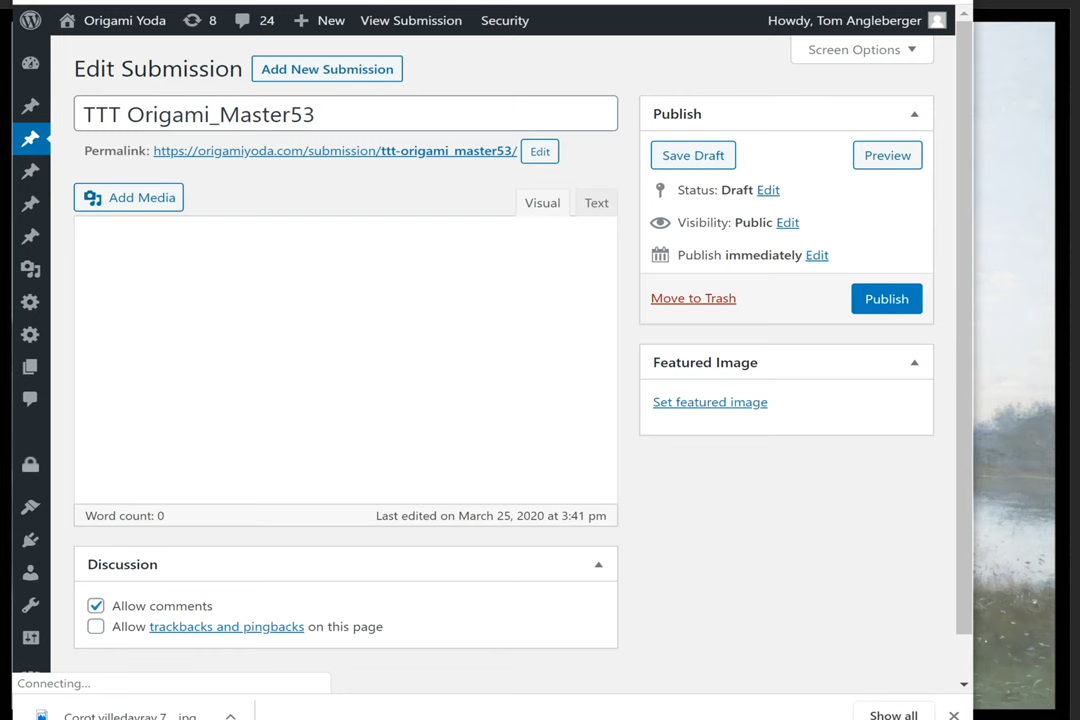 Origami Yoda 8 24 New View Submission Security Howdy, Tom Angleberger
Screen Options
Edit Submission Add New Submission
TTT Origami_Master53
Permalink: https://origamiyoda.com/submission/ttt-origami_master53/ Edit
Add Media
Visual Text
Word count: 0 Last edited on March 25, 2020 at 3:41 pm
Discussion
Allow comments
Allow trackbacks and pingbacks on this page
Publish
Save Draft Preview
Status: Draft Edit
Visibility: Public Edit
Publish immediately Edit
Move to Trash Publish
Featured Image
Set featured image
Connecting...
Corot villedavray 7....jpg Show all